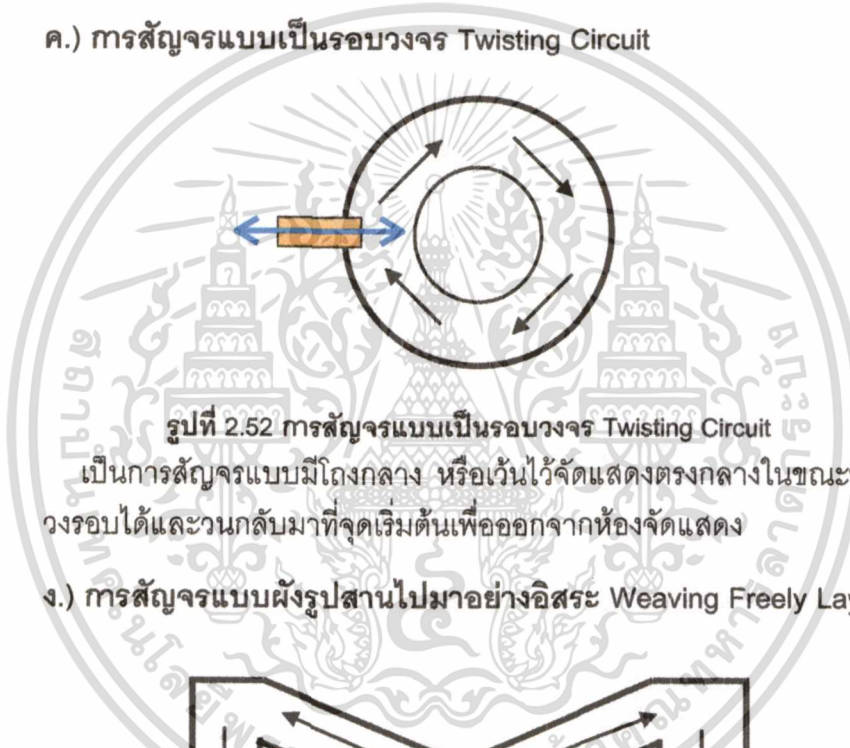 ค.) การสัญจรแบบเป็นรอบวงจร Twisting Circuit
รูปที่ 2.52 การสัญจรแบบเป็นรอบวงจร Twisting Circuit
เป็นการสัญจรแบบมีโถงกลาง หรือเว้นไว้จัดแสดงตรงกลางในขณะ
วงรอบได้และวนกลับมาที่จุดเริ่มต้นเพื่อออกจากห้องจัดแสดง
ง.) การสัญจรแบบผังรูปสานไปมาอย่างอิสระ Weaving Freely